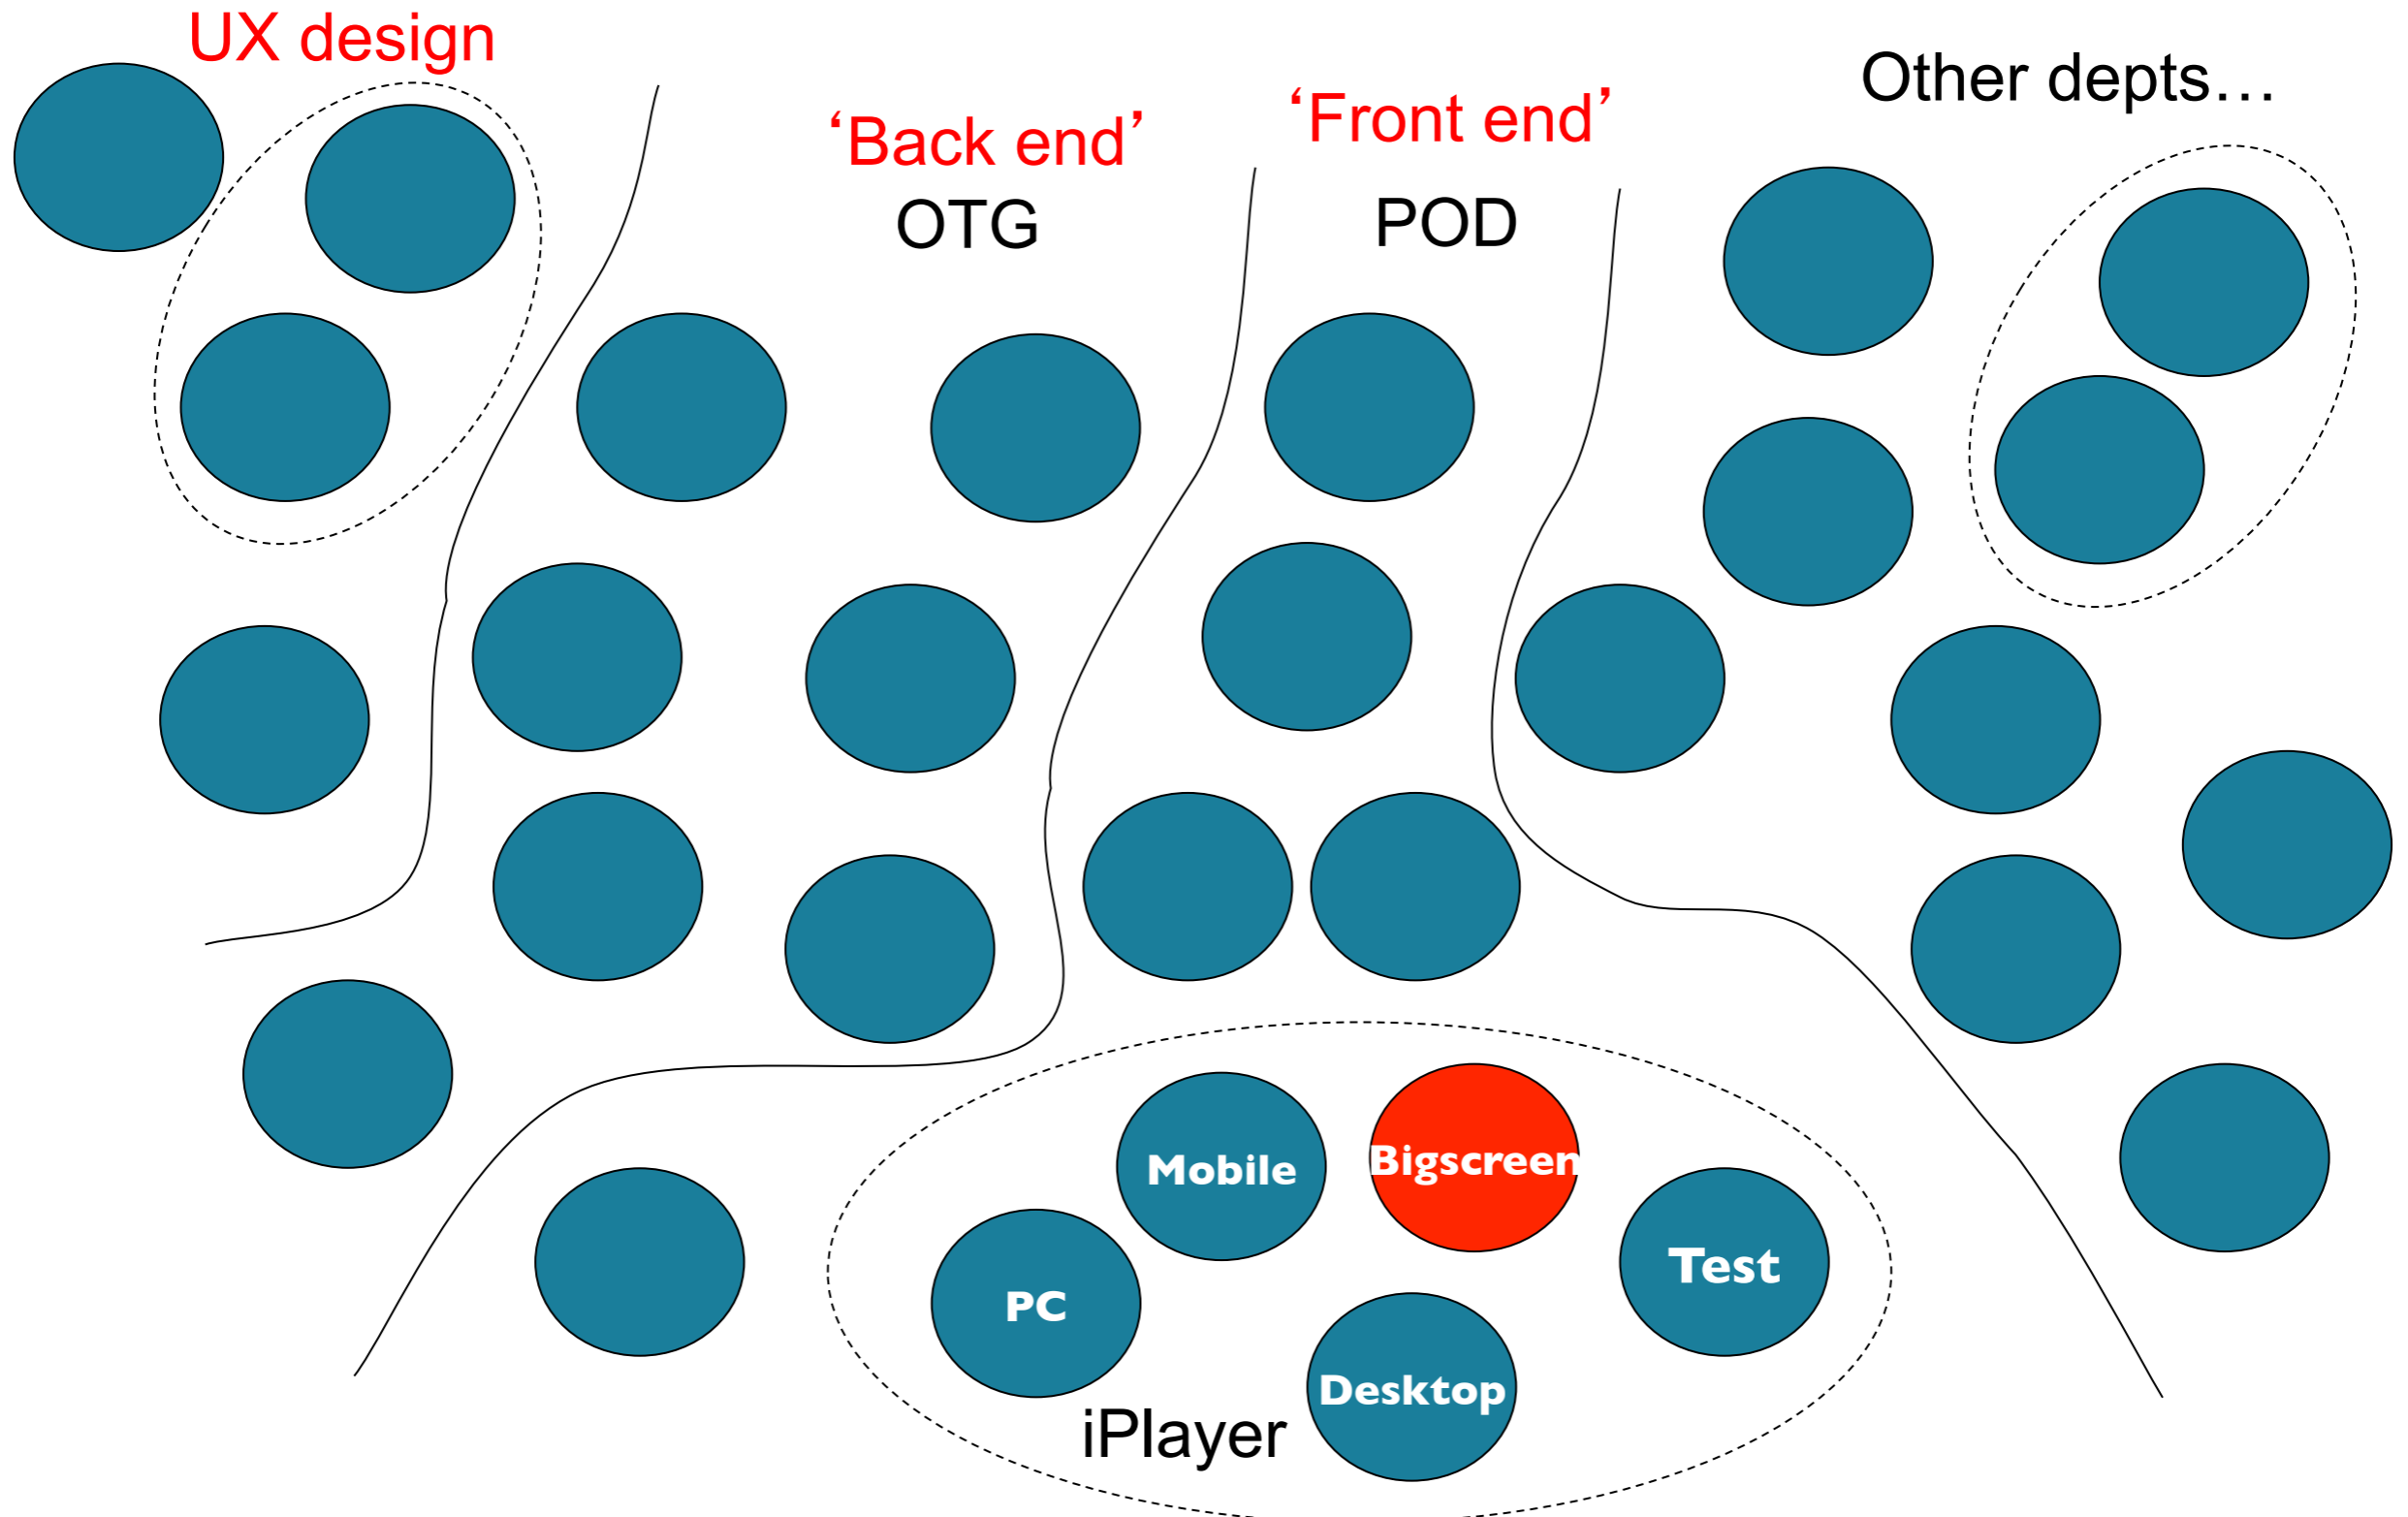 UX design
‘Back end’
OTG
‘Front end’
POD
Other depts...
Mobile
Bigscreen
Test
PC
Desktop
iPlayer